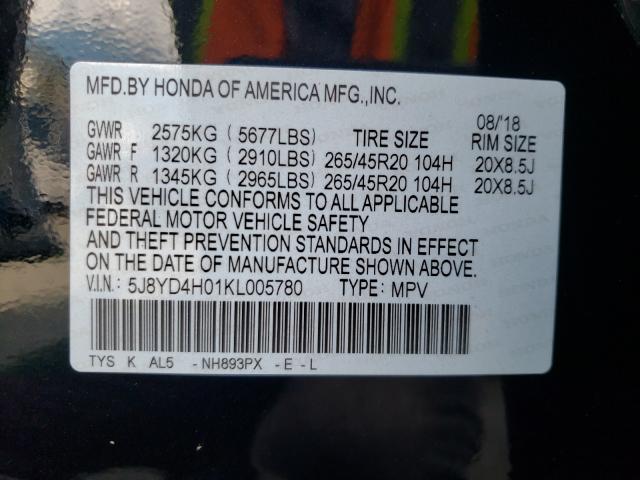 MFD.BY HONDA OF AMERICA MFG.,INC.
08/'18
GVWR 2575KG ( 5677LBS) TIRE SIZE RIM SIZE
GAWR F 1320KG ( 2910LBS) 265/45R20 104H 20X8.5J
GAWR R 1345KG ( 2965LBS) 265/45R20 104H 20X8.5J
THIS VEHICLE CONFORMS TO ALL APPLICABLE
FEDERAL MOTOR VEHICLE SAFETY
AND THEFT PREVENTION STANDARDS IN EFFECT
ON THE DATE OF MANUFACTURE SHOWN ABOVE.
V.I.N.: 5J8YD4H01KL005780 TYPE: MPV
TYS K AL5 -NH893PX -E -L